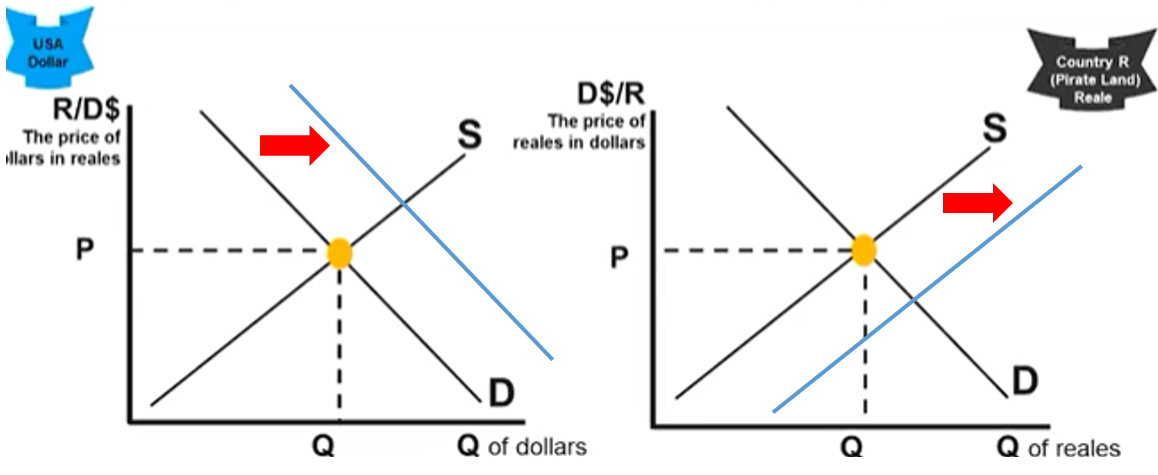 USA
Dollar
R/D$
The price of
llars in reales
S
P
D
Q
Q of dollars
Country R
(Pirate Land)
Reale
D$/R
The price of
reales in dollars
S
P
D
Q
Q of reales